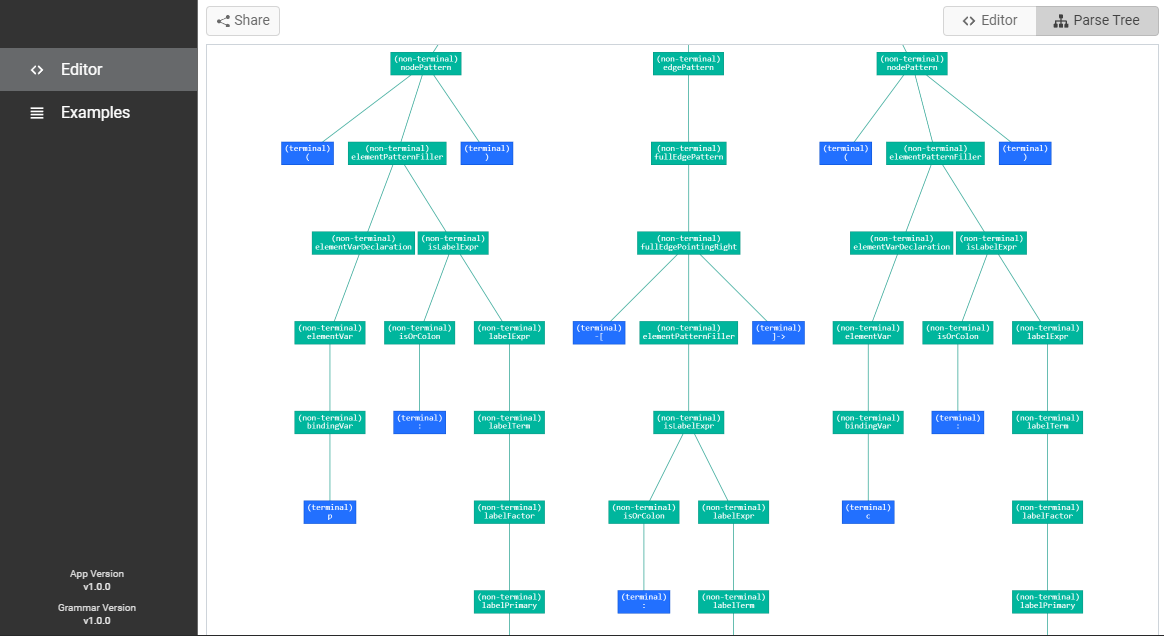 Share
Editor
Parse Tree
Editor
Examples
(non-terminal)
nodePattern
(non-terminal)
edgePattern
(non-terminal)
nodePattern
(terminal)
(
(non-terminal)
elementPatternFiller
(terminal)
)
(non-terminal)
fullEdgePattern
(terminal)
(
(non-terminal)
elementPatternFiller
(terminal)
)
(non-terminal)
elementVarDeclaration
(non-terminal)
isLabelExpr
(non-terminal)
fullEdgePointingRight
(non-terminal)
elementVarDeclaration
(non-terminal)
isLabelExpr
(non-terminal)
elementVar
(non-terminal)
isOrColon
(non-terminal)
labelExpr
(terminal)
-[
(non-terminal)
elementPatternFiller
(terminal)
]->
(non-terminal)
elementVar
(non-terminal)
isOrColon
(non-terminal)
labelExpr
(non-terminal)
bindingVar
(terminal)
:
(non-terminal)
labelTerm
(non-terminal)
isLabelExpr
(non-terminal)
bindingVar
(terminal)
:
(non-terminal)
labelTerm
(terminal)
p
(non-terminal)
labelFactor
(non-terminal)
isOrColon
(non-terminal)
labelExpr
(terminal)
c
(non-terminal)
labelFactor
(non-terminal)
labelPrimary
(terminal)
:
(non-terminal)
labelTerm
(non-terminal)
labelPrimary
App Version
v1.0.0
Grammar Version
v1.0.0